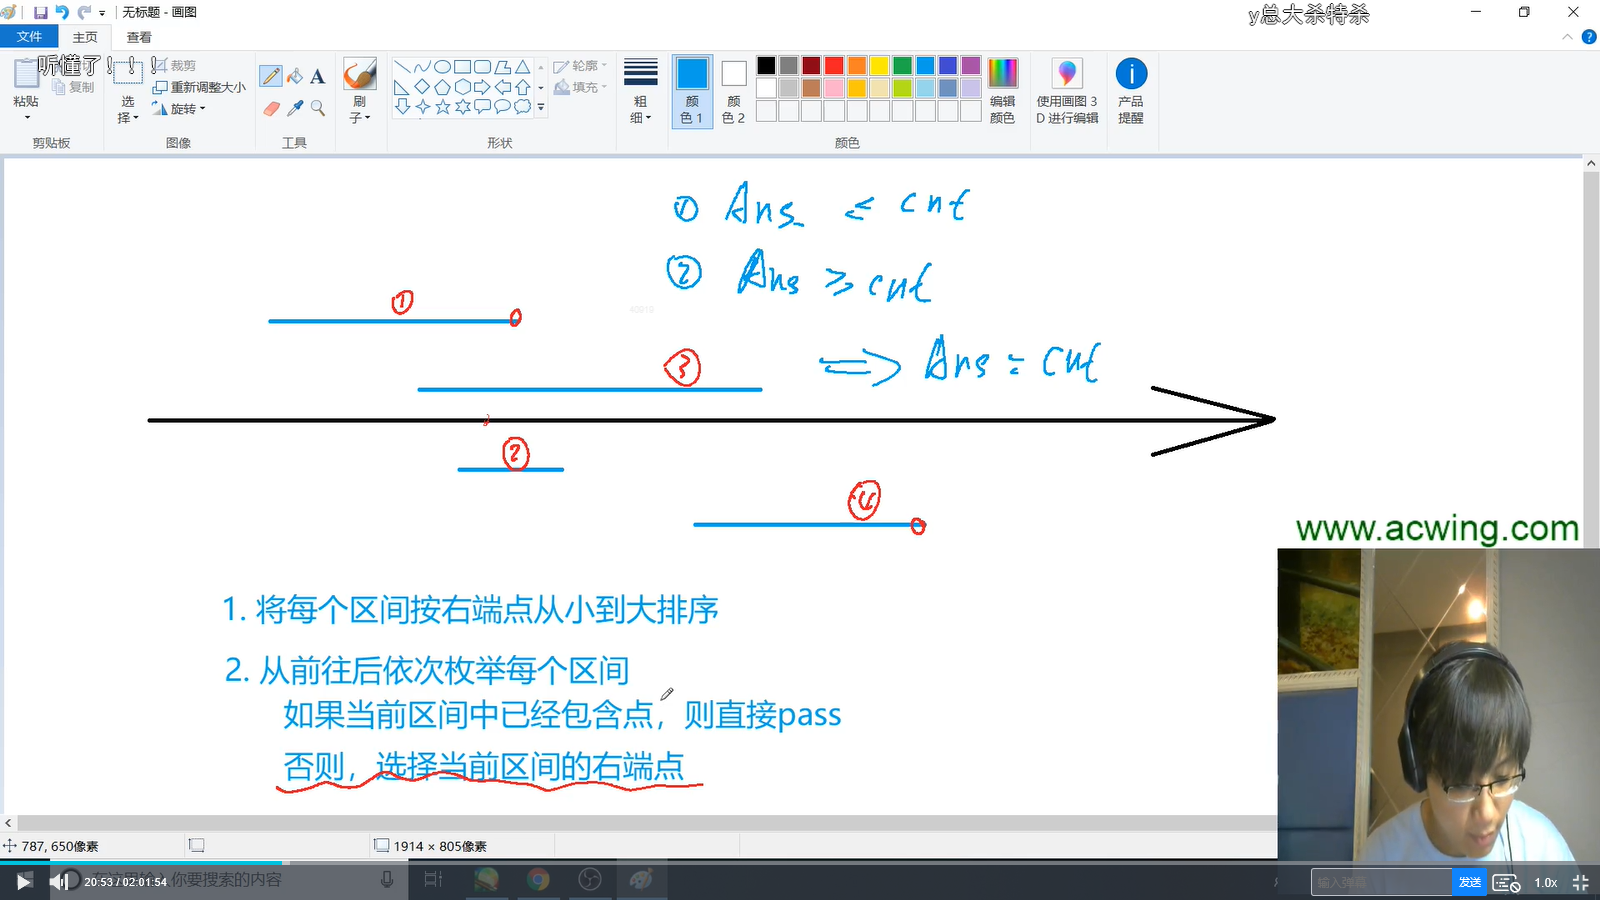 无标题 - 画图
y总大杀特杀
文件 主页 查看
听懂了！！！
粘贴
复制
剪贴板
选择
裁剪
重新调整大小
旋转
图像
A
工具
刷子
形状
轮廓
填充
粗细
颜色 1
颜色 2
颜色
编辑颜色
使用画图 3D 进行编辑
产品提醒
① Ans ≤ cnt
② Ans ≥ cnt
⇒ Ans = cnt
①
③
②
④
www.acwing.com
1. 将每个区间按右端点从小到大排序
2. 从前往后依次枚举每个区间
如果当前区间中已经包含点，则直接pass
否则，选择当前区间的右端点
787, 650像素
1914 × 805像素
20:53 / 02:01:54
在这里输入你要搜索的内容
输入弹幕
发送
1.0x